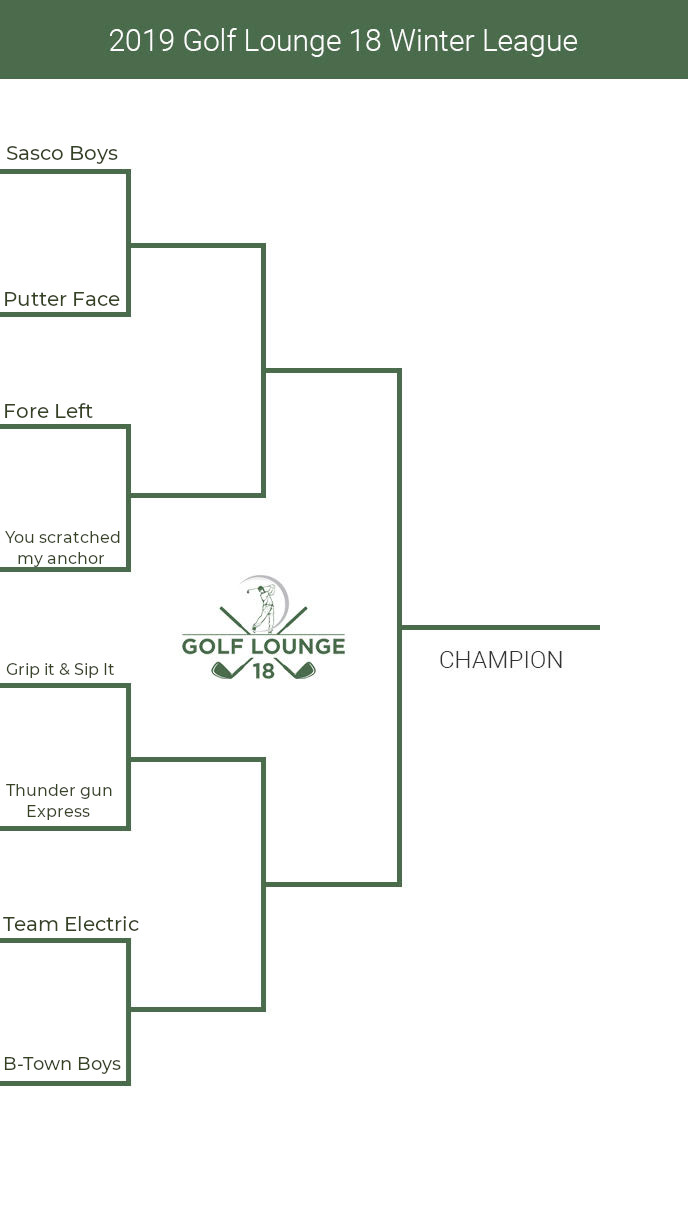 2019 Golf Lounge 18 Winter League
Sasco Boys
Putter Face
Fore Left
You scratched
my anchor
GOLF LOUNGE
18
CHAMPION
Grip it & Sip It
Thunder gun
Express
Team Electric
B-Town Boys